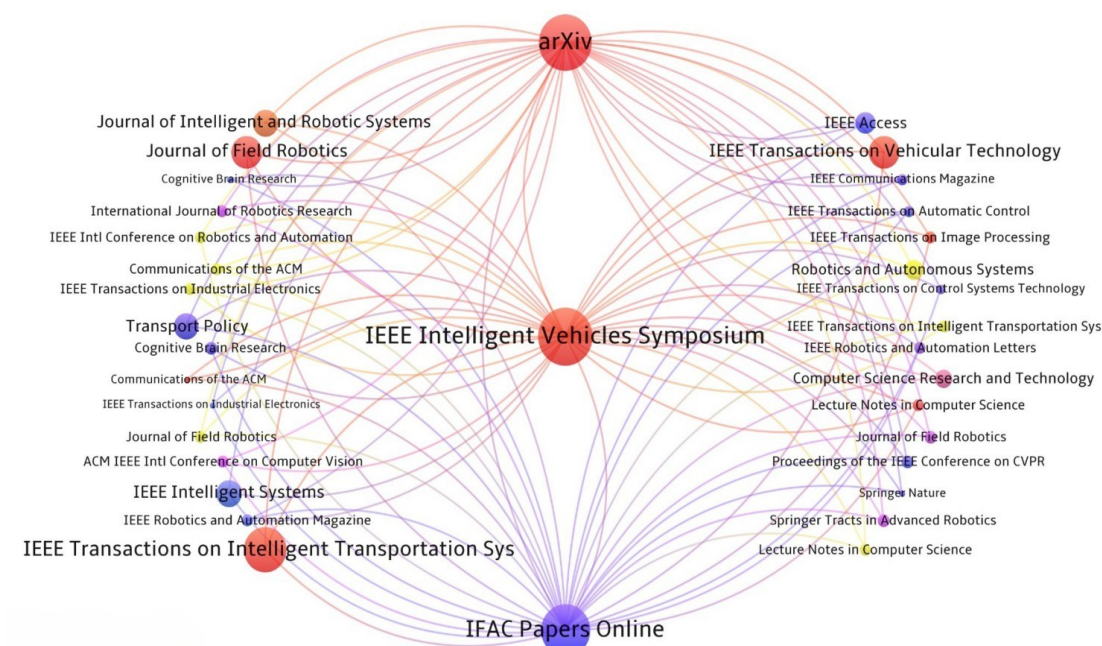 arXiv
Journal of Intelligent and Robotic Systems
Journal of Field Robotics
Cognitive Brain Research
International Journal of Robotics Research
IEEE Intl Conference on Robotics and Automation
Communications of the ACM
IEEE Transactions on Industrial Electronics
Transport Policy
Cognitive Brain Research
Communications of the ACM
IEEE Transactions on Industrial Electronics
Journal of Field Robotics
ACM IEEE Intl Conference on Computer Vision
IEEE Intelligent Systems
IEEE Robotics and Automation Magazine
IEEE Transactions on Intelligent Transportation Sys
IEEE Intelligent Vehicles Symposium
IFAC Papers Online
IEEE Access
IEEE Transactions on Vehicular Technology
IEEE Communications Magazine
IEEE Transactions on Automatic Control
IEEE Transactions on Image Processing
Robotics and Autonomous Systems
IEEE Transactions on Control Systems Technology
IEEE Transactions on Intelligent Transportation Sys
IEEE Robotics and Automation Letters
Computer Science Research and Technology
Lecture Notes in Computer Science
Journal of Field Robotics
Proceedings of the IEEE Conference on CVPR
Springer Nature
Springer Tracts in Advanced Robotics
Lecture Notes in Computer Science